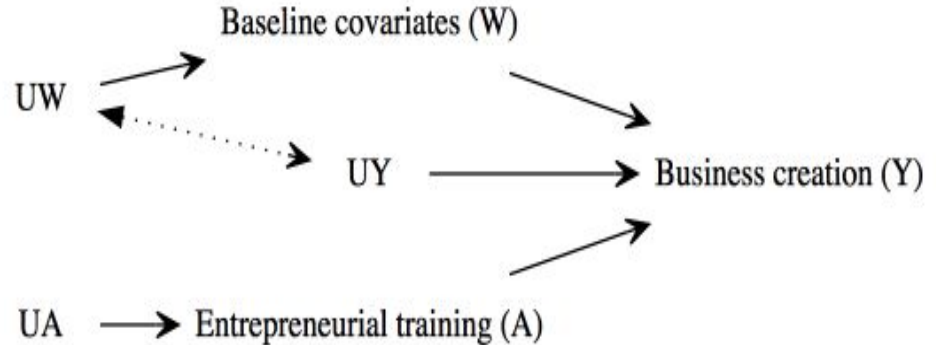 Baseline covariates (W)
UW
UY
Business creation (Y)
UA
Entrepreneurial training (A)